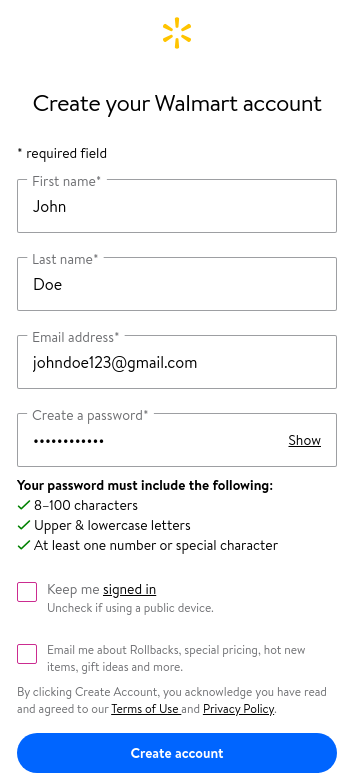 Create your Walmart account
* required field
First name*
John
Last name*
Doe
Email address*
johndoe123@gmail.com
Create a password*
•••••••••••• Show
Your password must include the following:
8–100 characters
Upper & lowercase letters
At least one number or special character
Keep me signed in
Uncheck if using a public device.
Email me about Rollbacks, special pricing, hot new
items, gift ideas and more.
By clicking Create Account, you acknowledge you have read
and agreed to our Terms of Use and Privacy Policy.
Create account